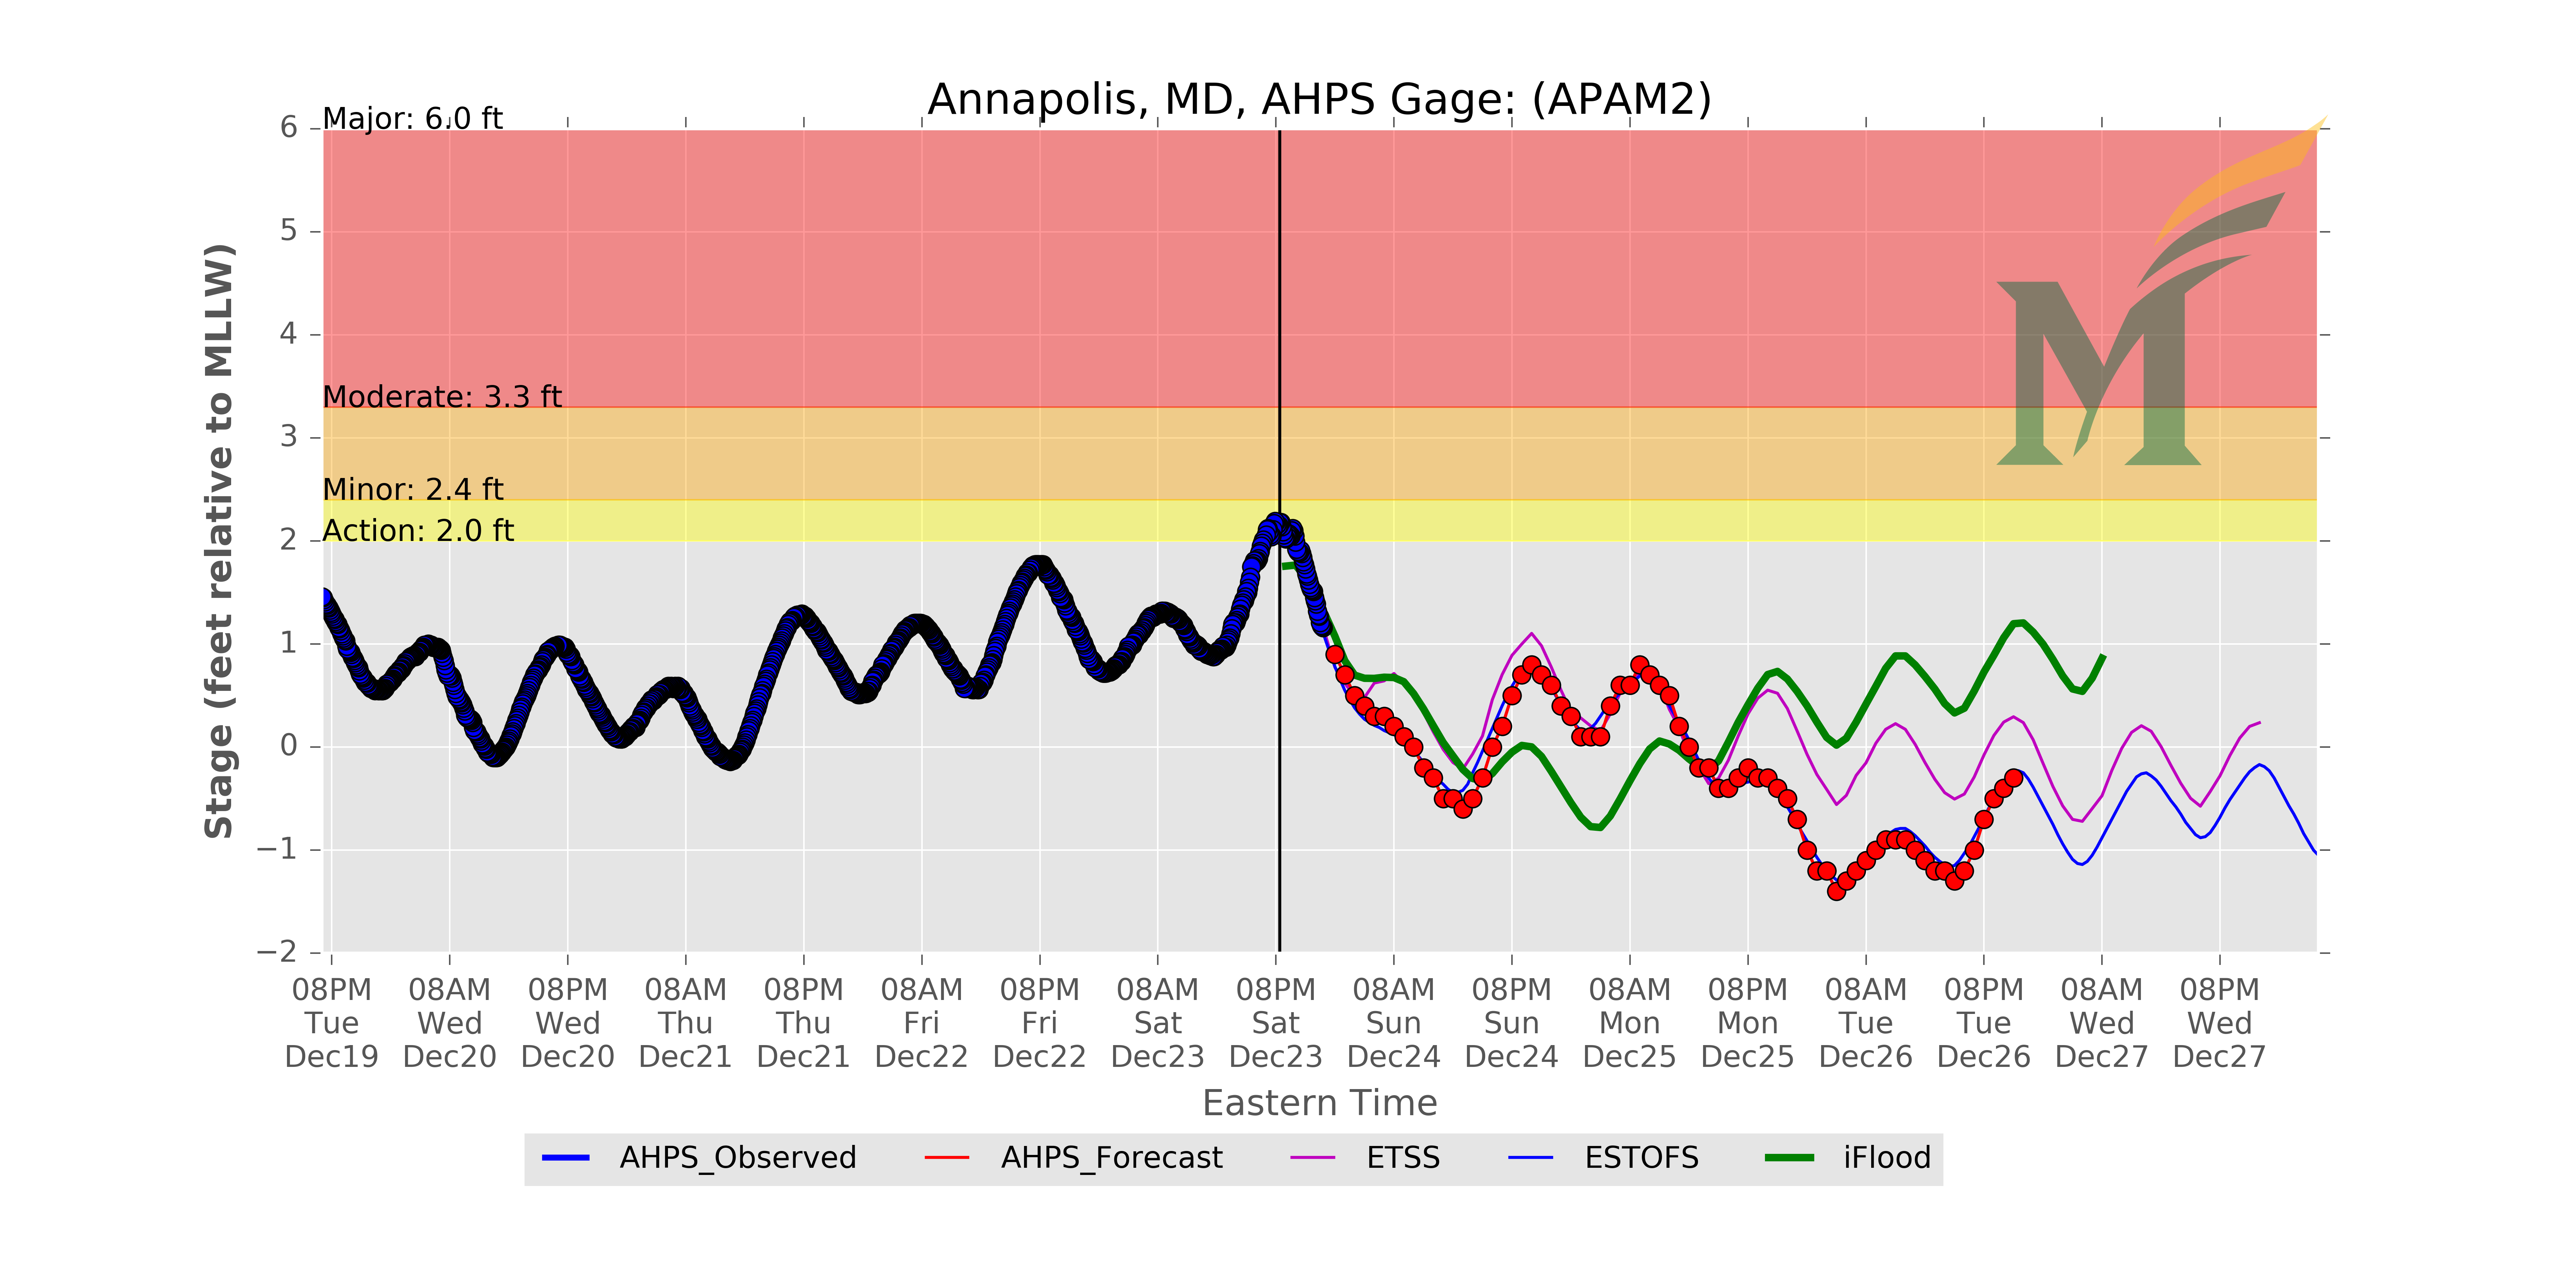 Annapolis, MD, AHPS Gage: (APAM2)
Major: 6.0 ft
Moderate: 3.3 ft
Minor: 2.4 ft
Action: 2.0 ft
6
5
4
3
2
1
0
−1
−2
Stage (feet relative to MLLW)
08PM 08AM 08PM 08AM 08PM 08AM 08PM 08AM 08PM 08AM 08PM 08AM 08PM 08AM 08PM 08AM 08PM
Tue Wed Wed Thu Thu Fri Fri Sat Sat Sun Sun Mon Mon Tue Tue Wed Wed
Dec19 Dec20 Dec20 Dec21 Dec21 Dec22 Dec22 Dec23 Dec23 Dec24 Dec24 Dec25 Dec25 Dec26 Dec26 Dec27 Dec27
Eastern Time
AHPS_Observed AHPS_Forecast ETSS ESTOFS iFlood
M